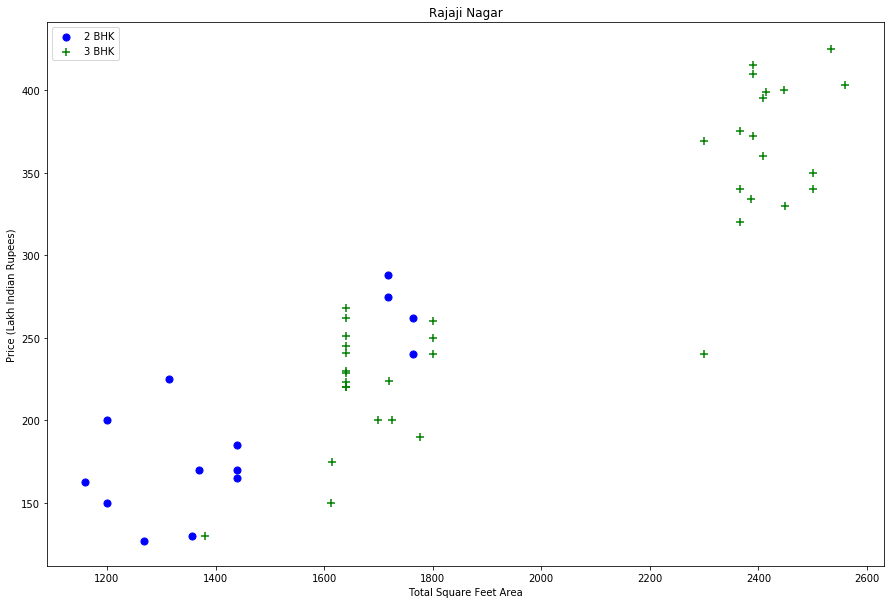 Rajaji Nagar
2 BHK
3 BHK
400
350
300
250
200
150
Price (Lakh Indian Rupees)
1200 1400 1600 1800 2000 2200 2400 2600
Total Square Feet Area